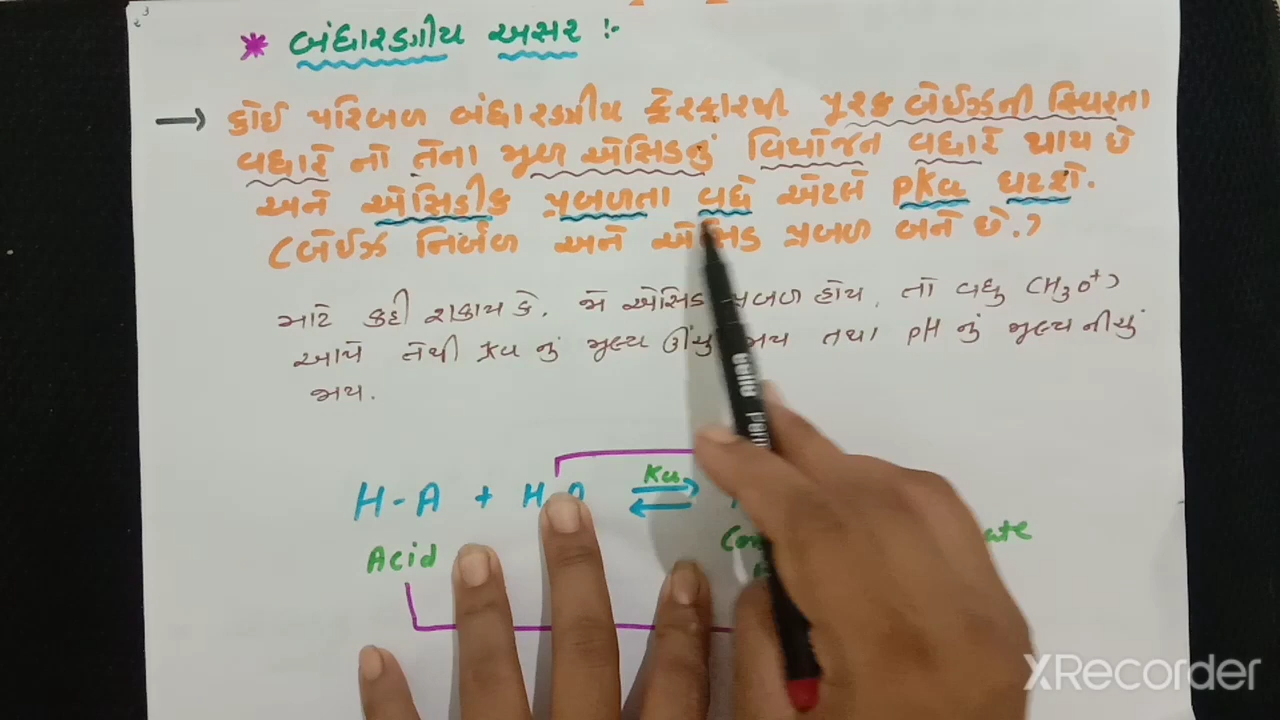 * બંધારણીય અસર :-
→ કોઈ પરિબળ બંધારણીય ફેરફારથી પૂરક બેઈઝની સ્થિરતા
વધારે તો તેના મૂળ એસિડનું વિયોજન વધારે થાય છે
અને એસિડીક પ્રબળતા વધે એટલે pKa ઘટશે.
(બેઈઝ નિર્બળ અને એસિડ પ્રબળ બને છે.)
માટે કહી શકાય કે, જો એસિડ પ્રબળ હોય, તો વધુ (H3O+)
આપે તેથી Ka નું મૂલ્ય ઊંચું જાય તથા pH નું મૂલ્ય નીચું
જાય.
Ka
H-A + H
Acid
XRecorder